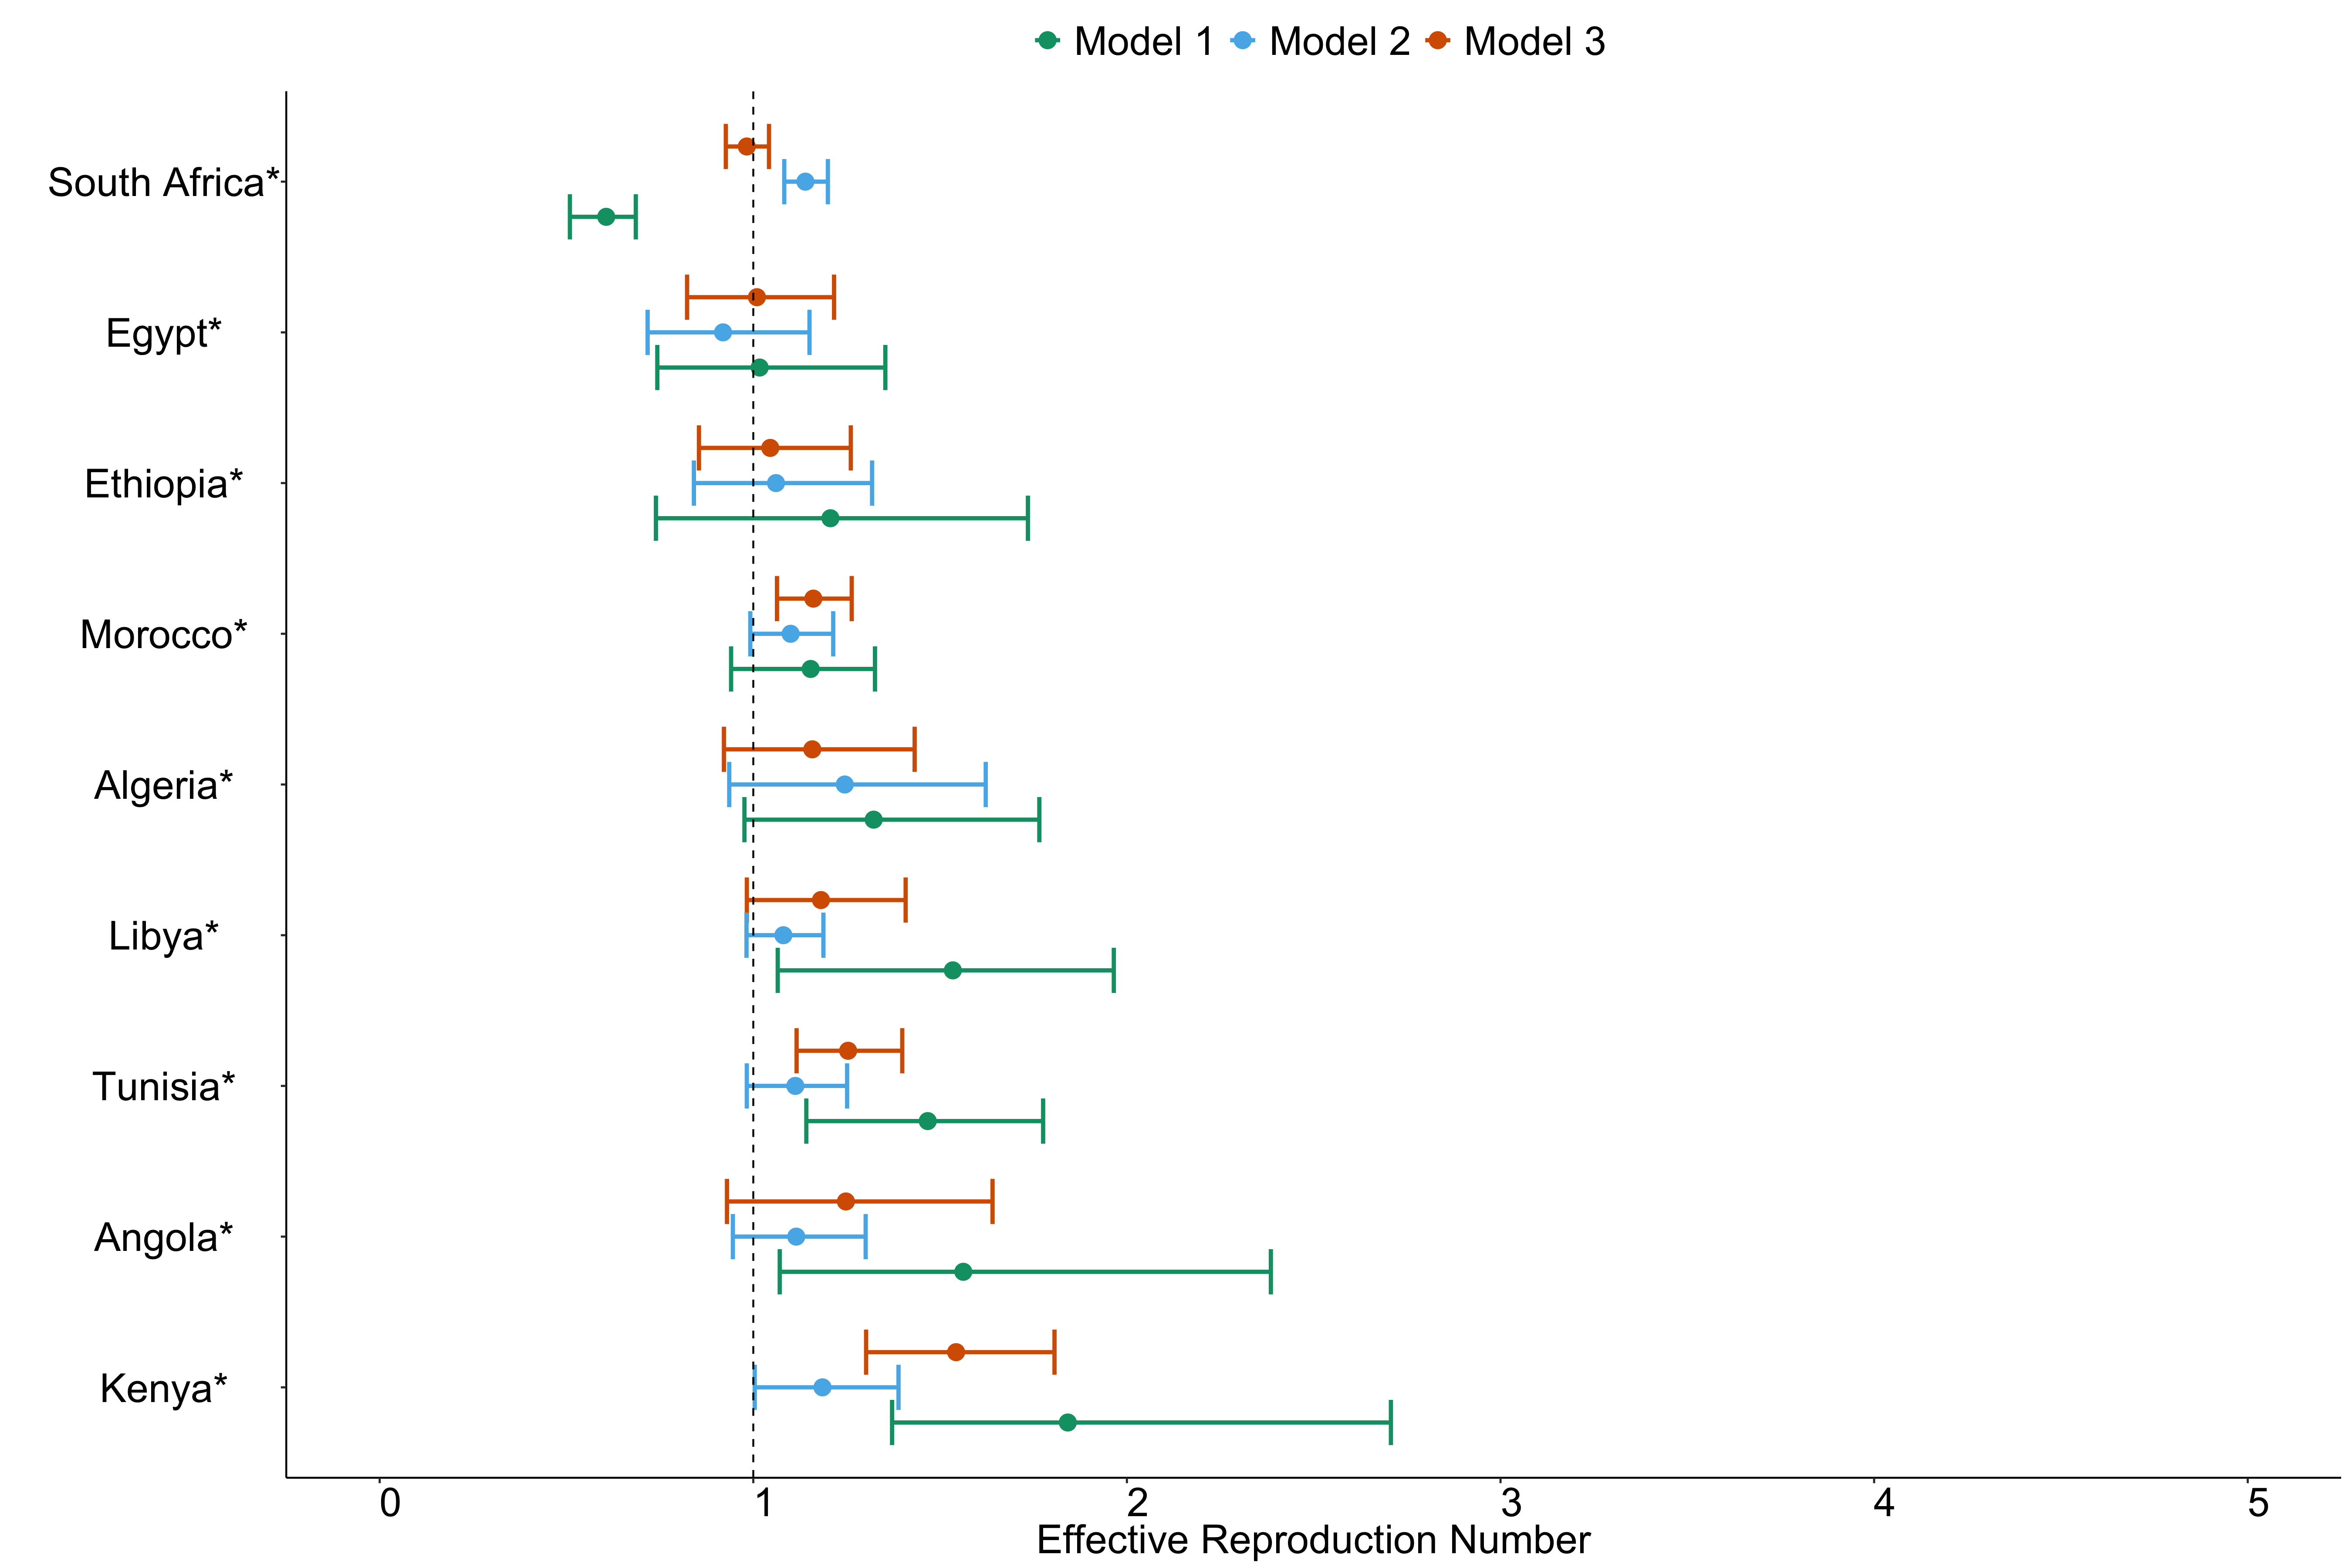 Model 1 Model 2 Model 3
South Africa*
Egypt*
Ethiopia*
Morocco*
Algeria*
Libya*
Tunisia*
Angola*
Kenya*
0 1 2 3 4 5
Effective Reproduction Number